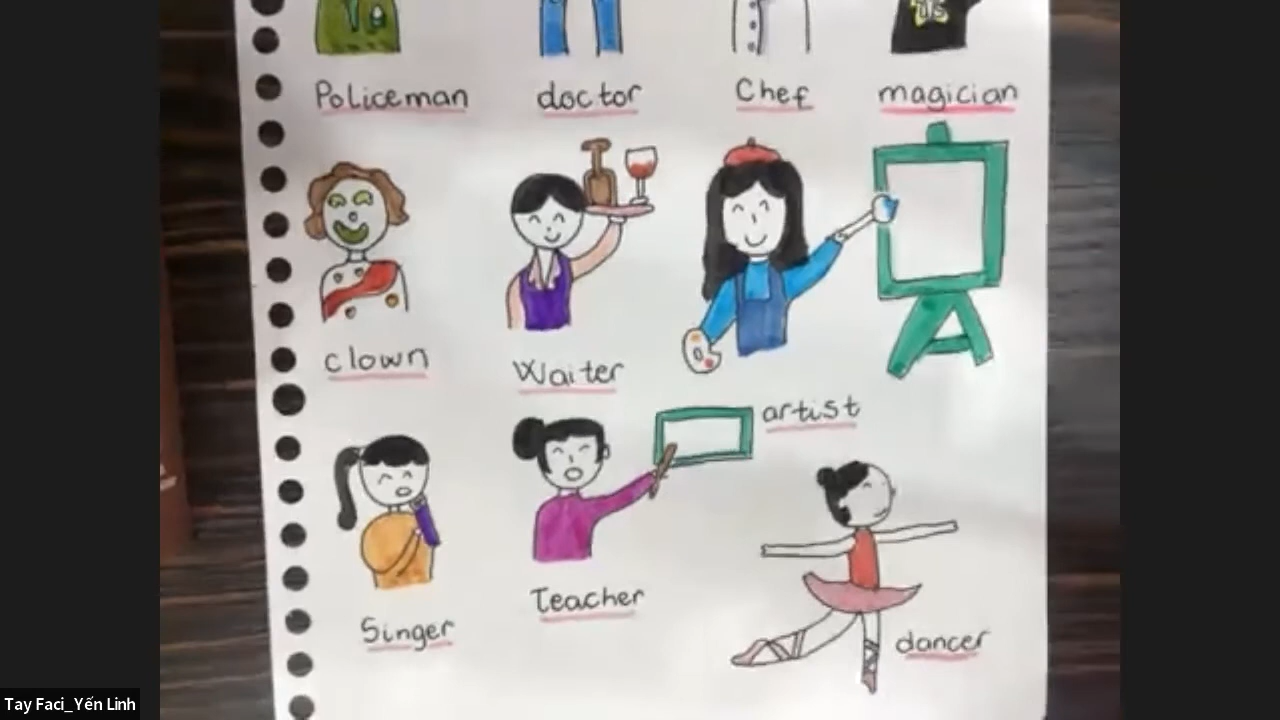 Policeman
doctor
Chef
magician
clown
Waiter
artist
Singer
Teacher
dancer
Tay Faci_Yến Linh